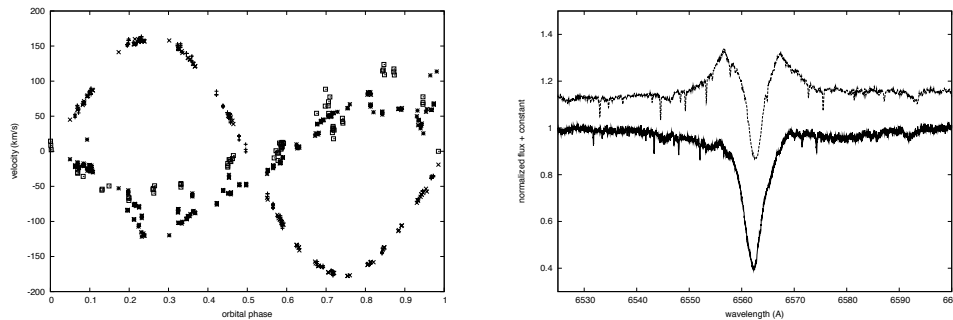 200
150
100
50
0
-50
-100
-150
-200
velocity (km/s)
0 0.1 0.2 0.3 0.4 0.5 0.6 0.7 0.8 0.9 1
orbital phase
1.4
1.2
1
0.8
0.6
0.4
normalized flux + constant
6530 6540 6550 6560 6570 6580 6590 6600
wavelength (A)